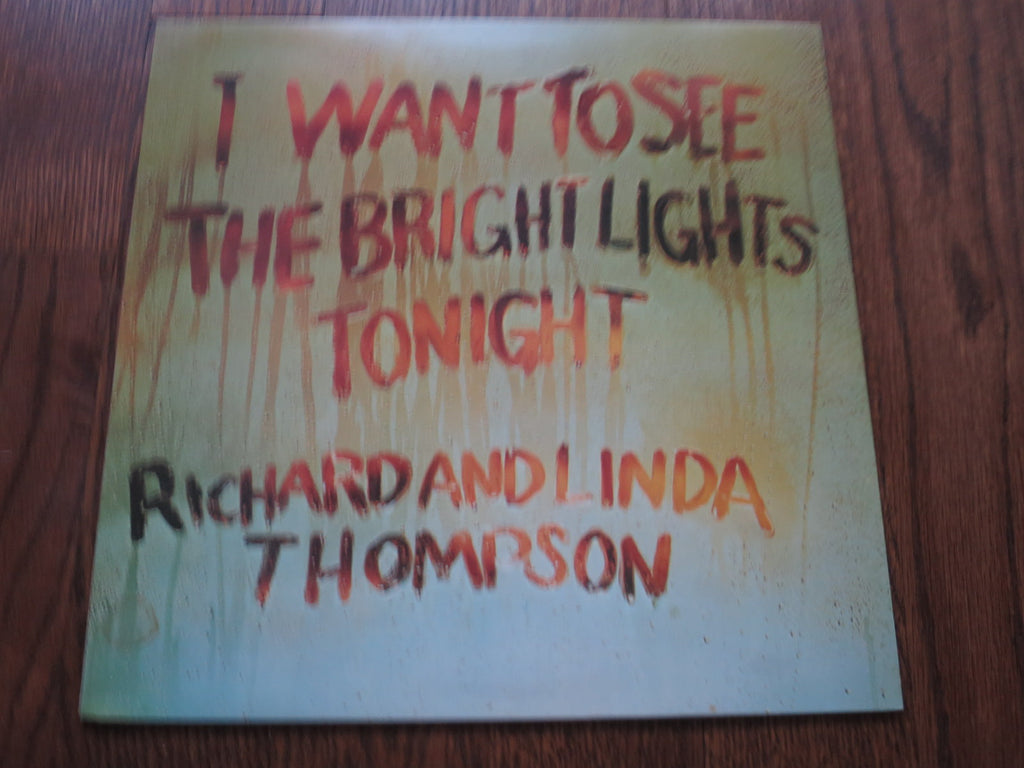 I WANT TO SEE
THE BRIGHT LIGHTS
TONIGHT
RICHARD AND LINDA
THOMPSON